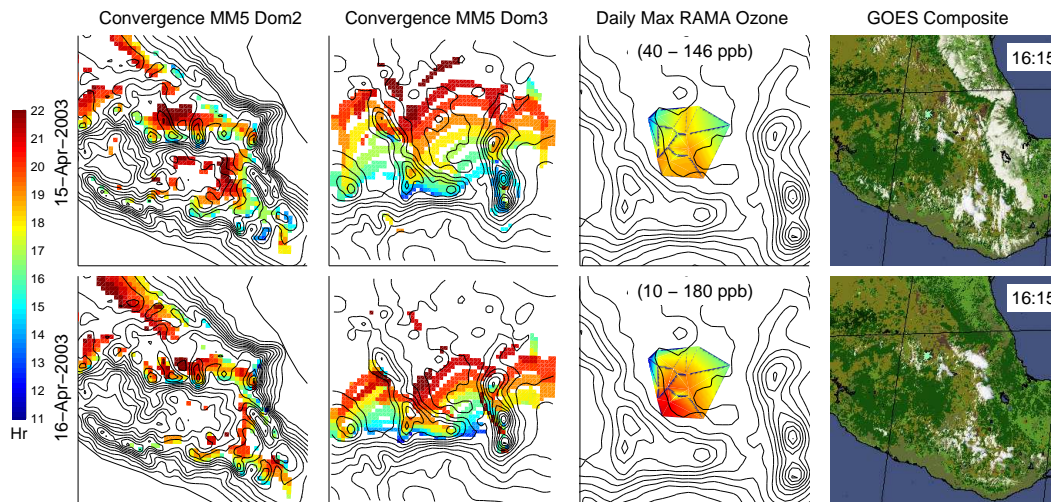 Convergence MM5 Dom2
Convergence MM5 Dom3
Daily Max RAMA Ozone
GOES Composite
22
21
20
19
18
17
16
15
14
13
12
11
Hr
15−Apr−2003
(40 − 146 ppb)
16:15
16−Apr−2003
(10 − 180 ppb)
16:15